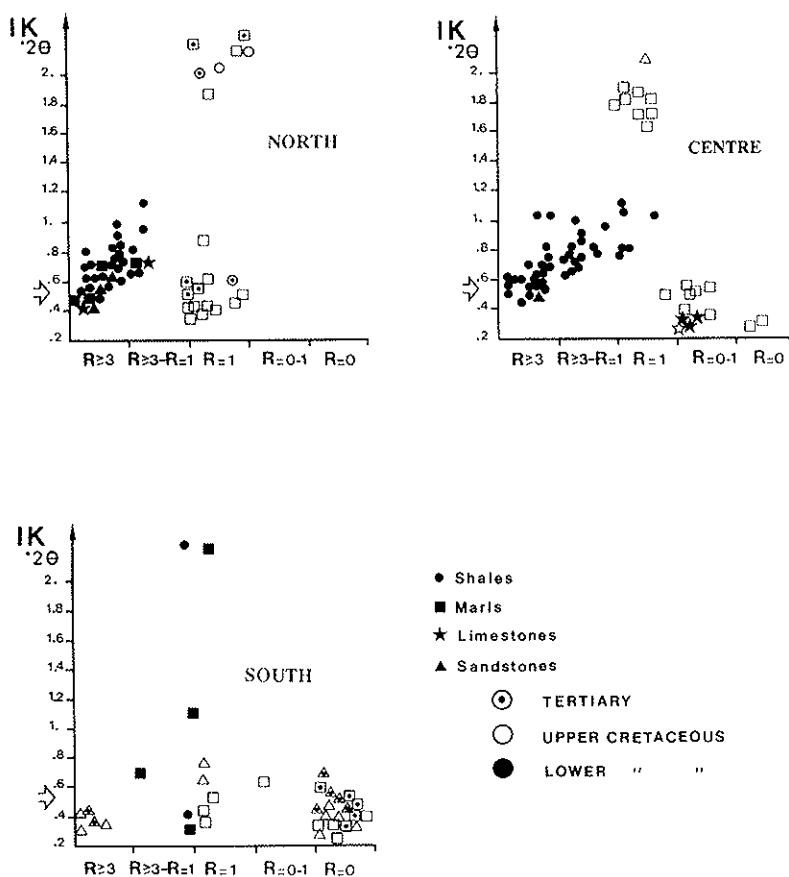 IK
°2θ
2.
1.8
1.6
1.4
1.2
1.
.8
.6
.4
.2
NORTH
R≥3 R≥3-R=1 R=1 R=0-1 R=0
IK
°2θ
2.
1.8
1.6
1.4
1.2
1.
.8
.6
.4
.2
CENTRE
R≥3 R≥3-R=1 R=1 R=0-1 R=0
IK
°2θ
2.
1.8
1.6
1.4
1.2
1.
.8
.6
.4
.2
SOUTH
R≥3 R≥3-R=1 R=1 R=0-1 R=0
Shales
Marls
Limestones
Sandstones
TERTIARY
UPPER CRETACEOUS
LOWER " "